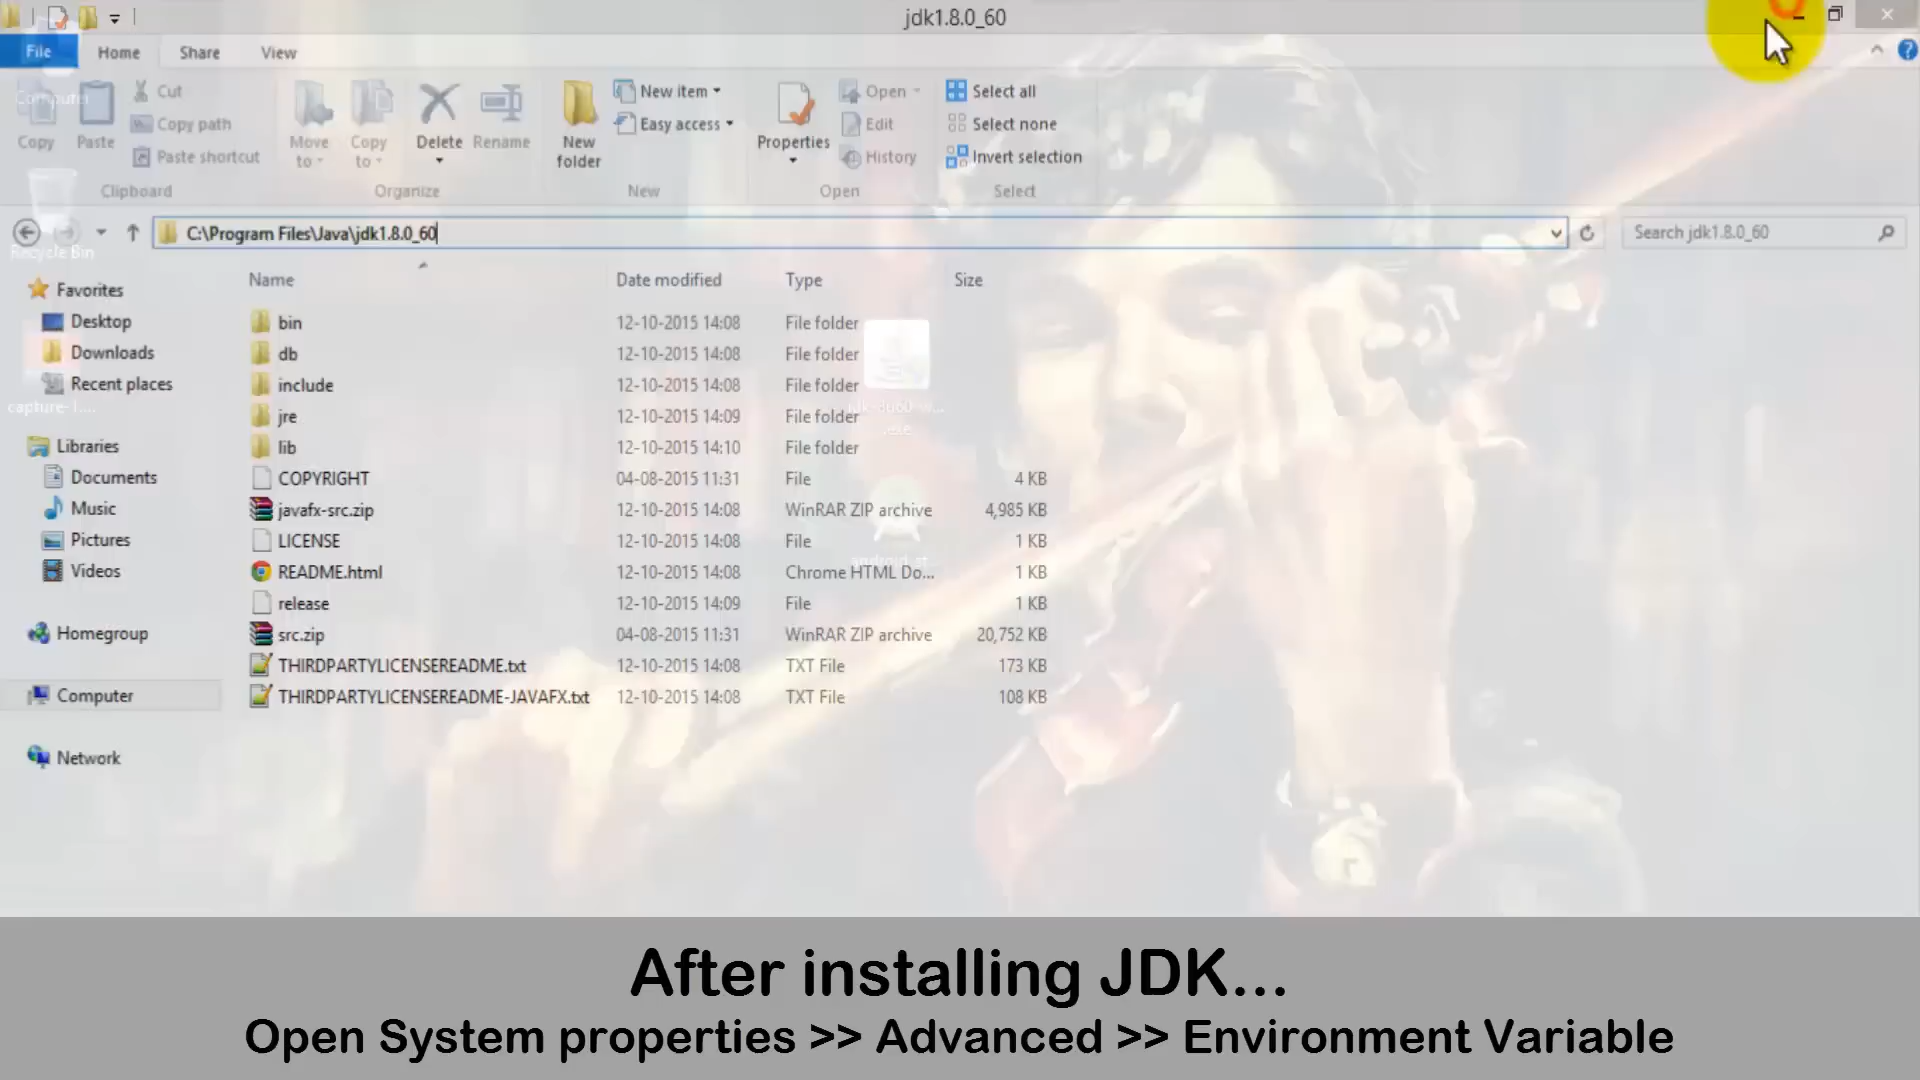 jdk1.8.0_60
File Home Share View
Computer
Copy
Paste
Cut
Copy path
Paste shortcut
Clipboard
Move to
Copy to
Delete
Rename
Organize
New folder
New item
Easy access
New
Properties
Open
Edit
History
Open
Select all
Select none
Invert selection
Select
C:\Program Files\Java\jdk1.8.0_60
Search jdk1.8.0_60
Recycle Bin
Name Date modified Type Size
Favorites
Desktop
Downloads
Recent places
capture-1....
Libraries
Documents
Music
Pictures
Videos
Homegroup
Computer
Network
bin 12-10-2015 14:08 File folder
db 12-10-2015 14:08 File folder
include 12-10-2015 14:08 File folder
jre 12-10-2015 14:09 File folder
lib 12-10-2015 14:10 File folder
COPYRIGHT 04-08-2015 11:31 File 4 KB
javafx-src.zip 12-10-2015 14:08 WinRAR ZIP archive 4,985 KB
LICENSE 12-10-2015 14:08 File 1 KB
README.html 12-10-2015 14:08 Chrome HTML Do... 1 KB
release 12-10-2015 14:09 File 1 KB
src.zip 04-08-2015 11:31 WinRAR ZIP archive 20,752 KB
THIRDPARTYLICENSEREADME.txt 12-10-2015 14:08 TXT File 173 KB
THIRDPARTYLICENSEREADME-JAVAFX.txt 12-10-2015 14:08 TXT File 108 KB
.exe
After installing JDK...
Open System properties >> Advanced >> Environment Variable